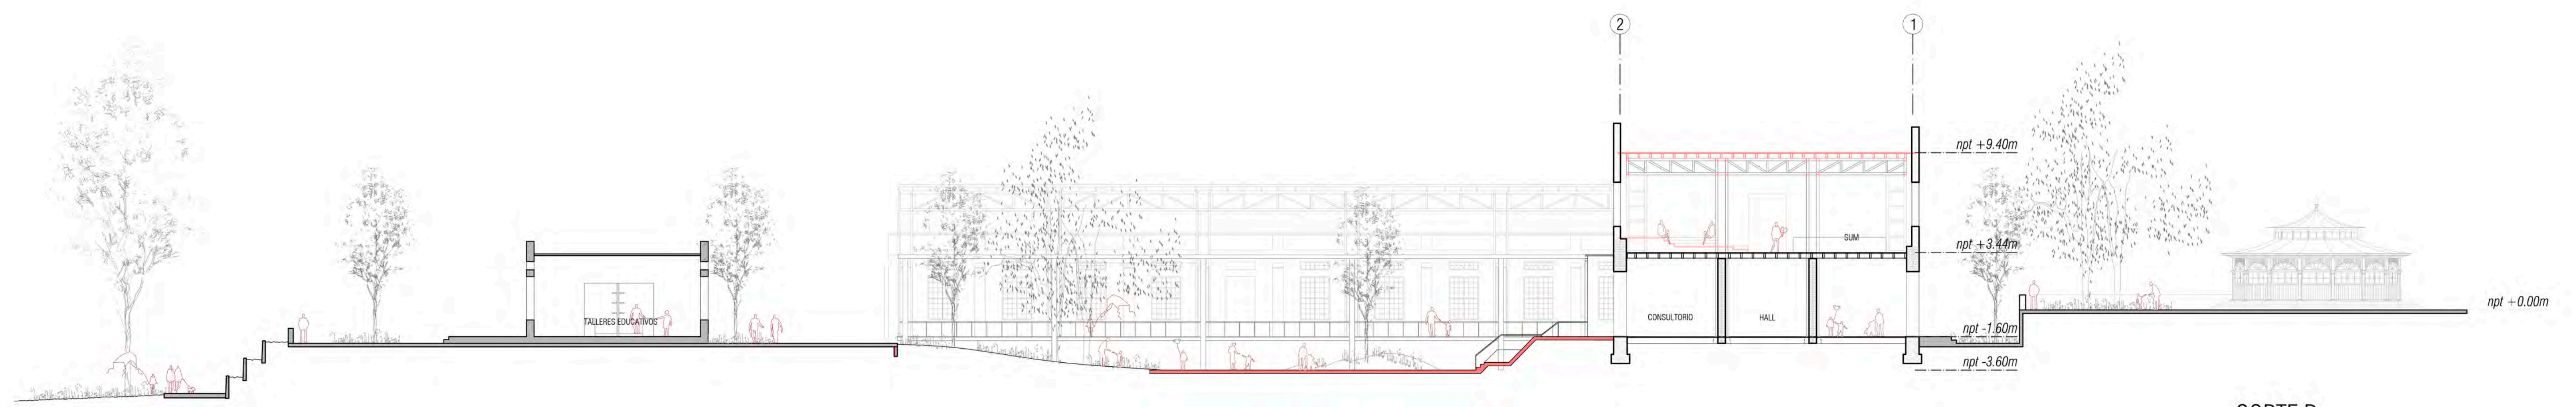 2
1
npt +9.40m
SUM
npt +3.44m
npt +0.00m
TALLERES EDUCATIVOS
CONSULTORIO
HALL
npt -1.60m
npt -3.60m